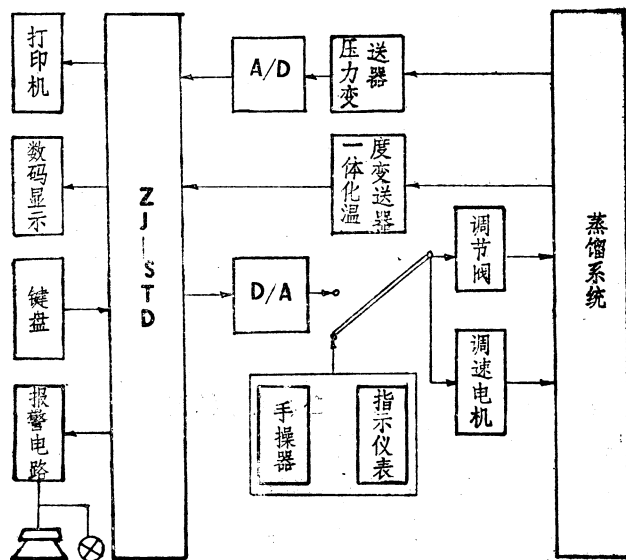 打印机
数码显示
键盘
报警电路
ZJ-STD
A/D
压力变
送器
一体化温
度变送器
D/A
手操器
指示仪表
调节阀
调速电机
蒸馏系统